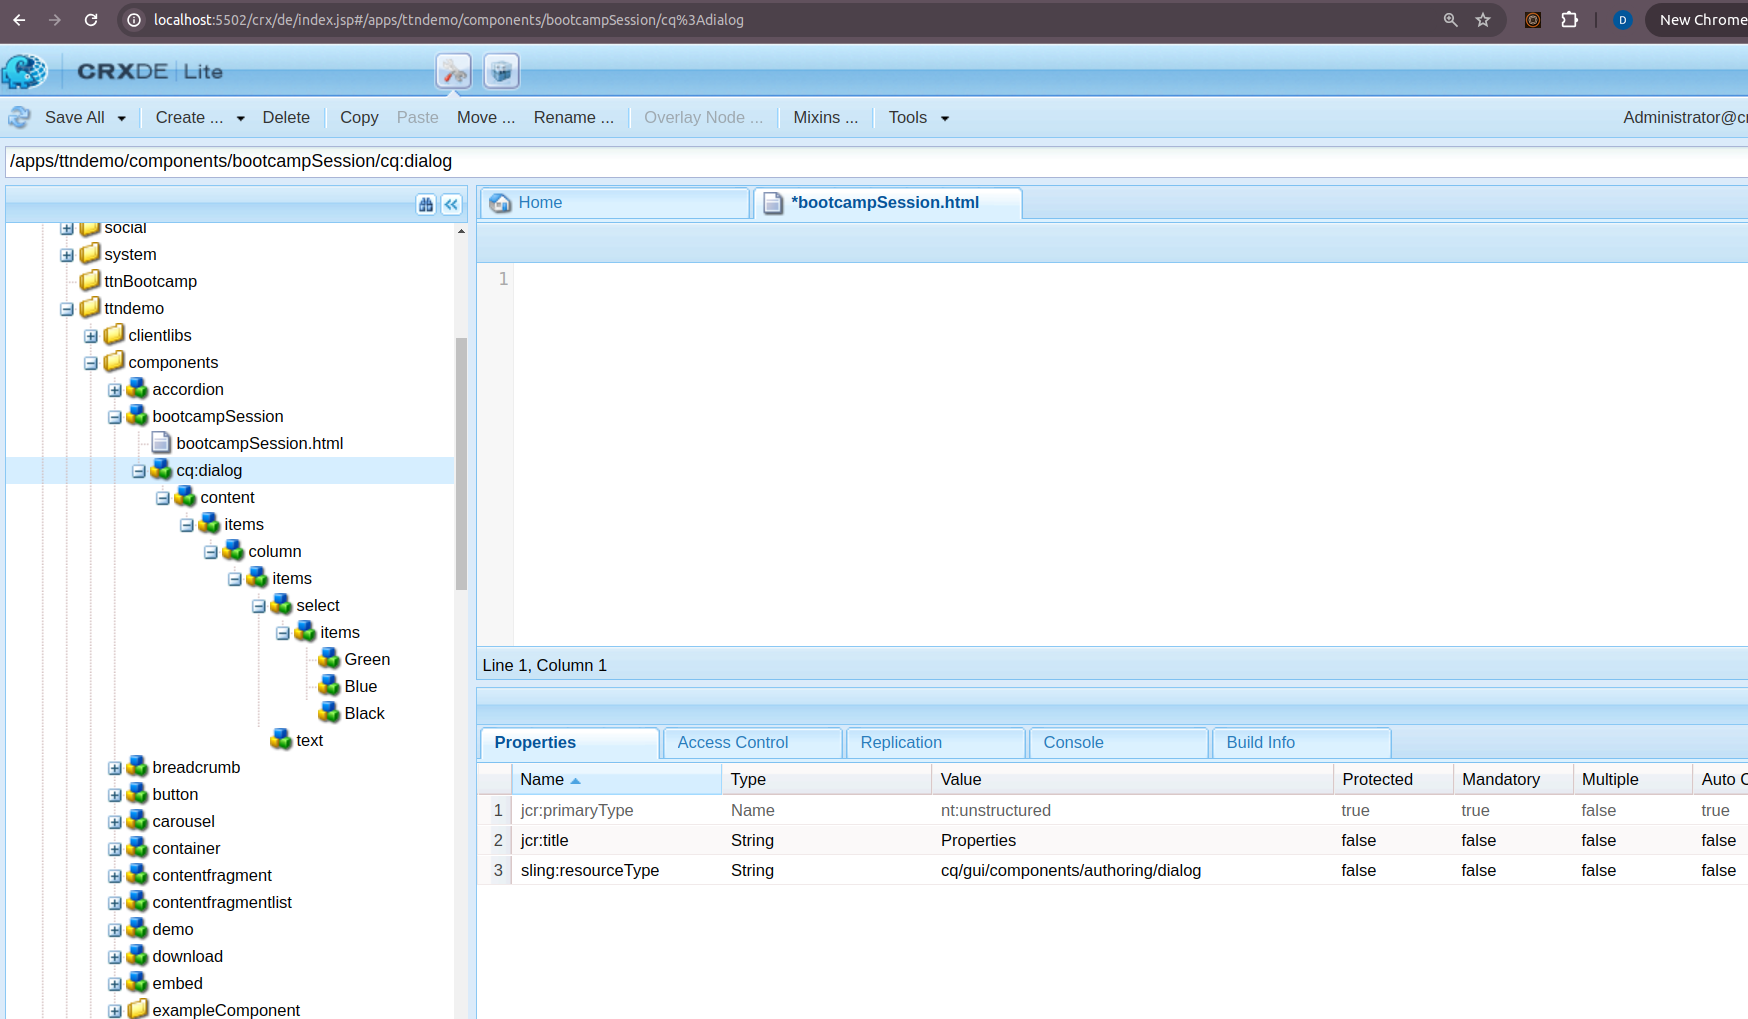 localhost:5502/crx/de/index.jsp#/apps/ttndemo/components/bootcampSession/cq%3Adialog
D
New Chrome
CRXDE | Lite
Save All
Create ...
Delete
Copy
Paste
Move ...
Rename ...
Overlay Node ...
Mixins ...
Tools
Administrator@cr
/apps/ttndemo/components/bootcampSession/cq:dialog
Home
*bootcampSession.html
social
system
ttnBootcamp
ttndemo
clientlibs
components
accordion
bootcampSession
bootcampSession.html
cq:dialog
content
items
column
items
select
items
Green
Blue
Black
text
breadcrumb
button
carousel
container
contentfragment
contentfragmentlist
demo
download
embed
exampleComponent
1
Line 1, Column 1
Properties
Access Control
Replication
Console
Build Info
Name Type Value Protected Mandatory Multiple Auto C
1 jcr:primaryType Name nt:unstructured true true false true
2 jcr:title String Properties false false false false
3 sling:resourceType String cq/gui/components/authoring/dialog false false false false